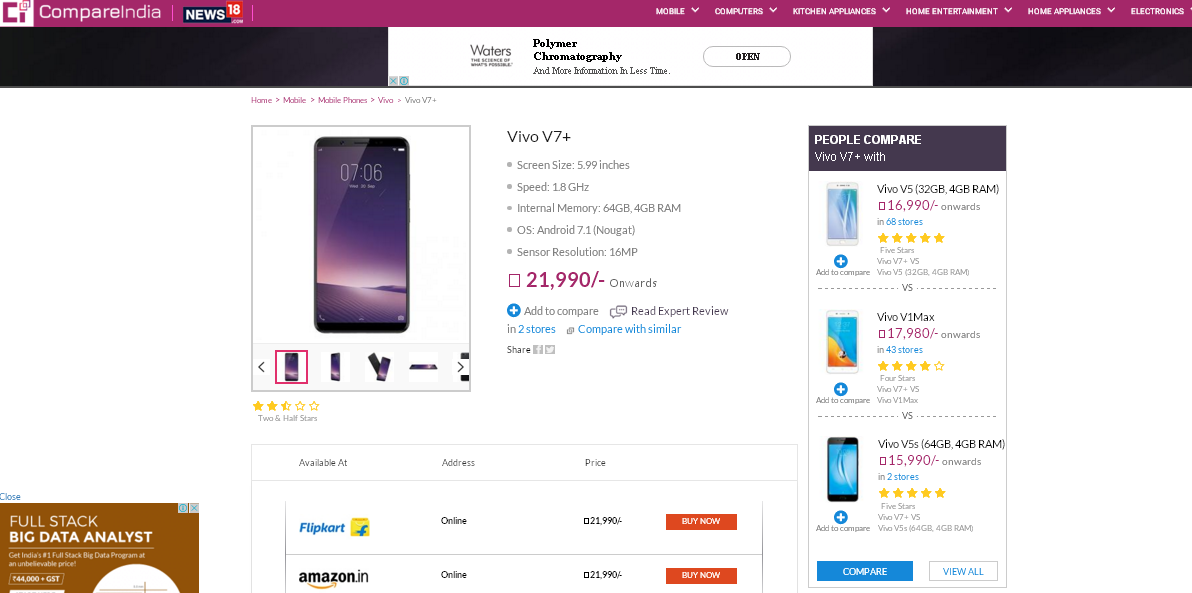 CompareIndia
NEWS 18 .COM
MOBILE COMPUTERS KITCHEN APPLIANCES HOME ENTERTAINMENT HOME APPLIANCES ELECTRONICS
Waters
THE SCIENCE OF
WHAT'S POSSIBLE.
Polymer
Chromatography
And More Information In Less Time.
OPEN
Home > Mobile > Mobile Phones > Vivo > Vivo V7+
07:06
Vivo V7+
Screen Size: 5.99 inches
Speed: 1.8 GHz
Internal Memory: 64GB, 4GB RAM
OS: Android 7.1 (Nougat)
Sensor Resolution: 16MP
21,990/- Onwards
Add to compare Read Expert Review
in 2 stores Compare with similar
Share
Two & Half Stars
Available At Address Price
Flipkart Online 21,990/- BUY NOW
amazon.in Online 21,990/- BUY NOW
PEOPLE COMPARE
Vivo V7+ with
Vivo V5 (32GB, 4GB RAM)
16,990/- onwards
in 68 stores
Five Stars
Vivo V7+ VS
Add to compare Vivo V5 (32GB, 4GB RAM)
VS
Vivo V1Max
17,980/- onwards
in 43 stores
Four Stars
Vivo V7+ VS
Add to compare Vivo V1Max
VS
Vivo V5s (64GB, 4GB RAM)
15,990/- onwards
in 2 stores
Five Stars
Vivo V7+ VS
Add to compare Vivo V5s (64GB, 4GB RAM)
COMPARE VIEW ALL
Close
FULL STACK
BIG DATA ANALYST
Get India's #1 Full Stack Big Data Program at
an unbelievable price!
₹44,000 + GST